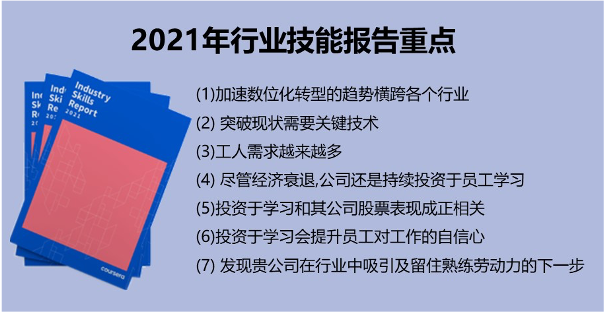 2021年行业技能报告重点
Industry
Skills
Report
2021
coursera
(1)加速数位化转型的趋势横跨各个行业
(2) 突破现状需要关键技术
(3)工人需求越来越多
(4) 尽管经济衰退,公司还是持续投资于员工学习
(5)投资于学习和其公司股票表现成正相关
(6)投资于学习会提升员工对工作的自信心
(7) 发现贵公司在行业中吸引及留住熟练劳动力的下一步